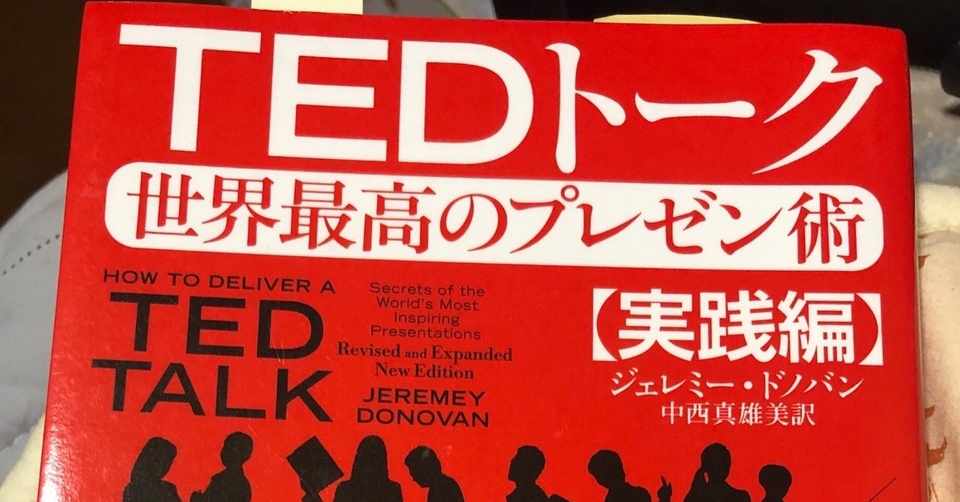 TEDトーク
世界最高のプレゼン術
HOW TO DELIVER A
TED
TALK
Secrets of the
World's Most
Inspiring
Presentations
Revised and Expanded
New Edition
JEREMEY
DONOVAN
【実践編】
ジェレミー・ドノバン
中西真雄美訳